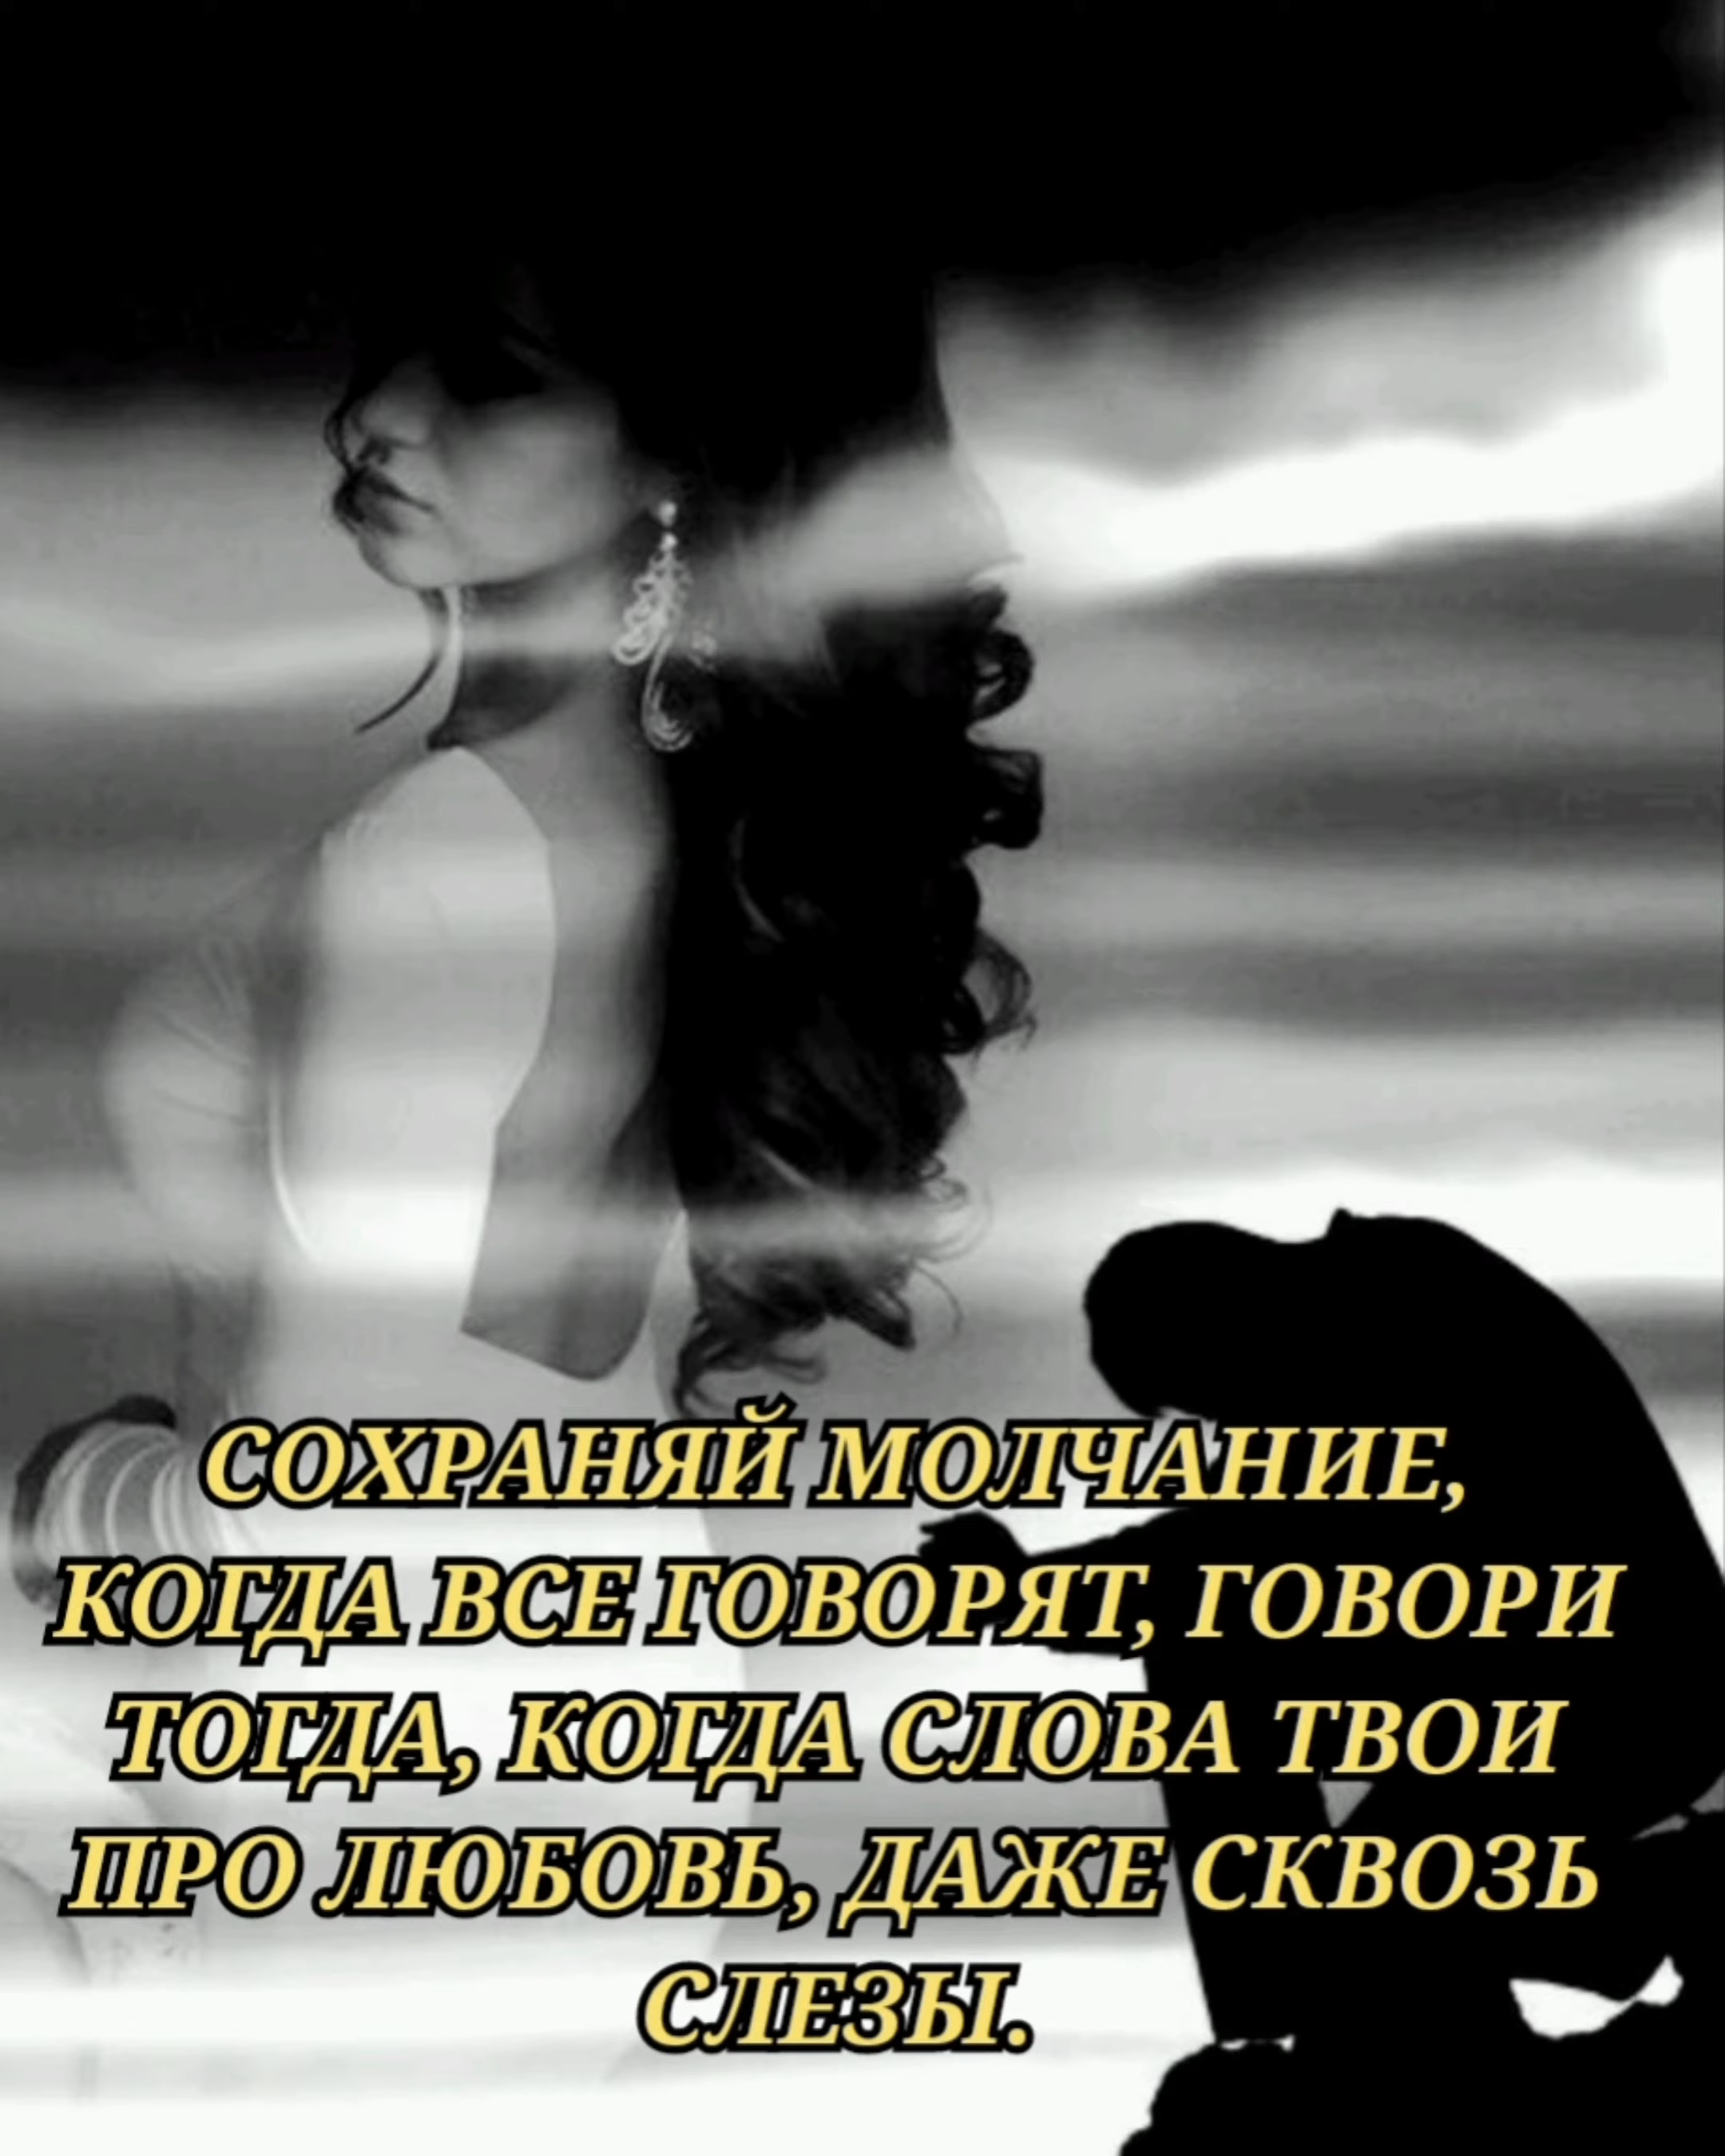 СОХРАНЯЙ МОЛЧАНИЕ,
КОГДА ВСЕ ГОВОРЯТ, ГОВОРИ
ТОГДА, КОГДА СЛОВА ТВОИ
ПРО ЛЮБОВЬ, ДАЖЕ СКВОЗЬ
СЛЕЗЫ.